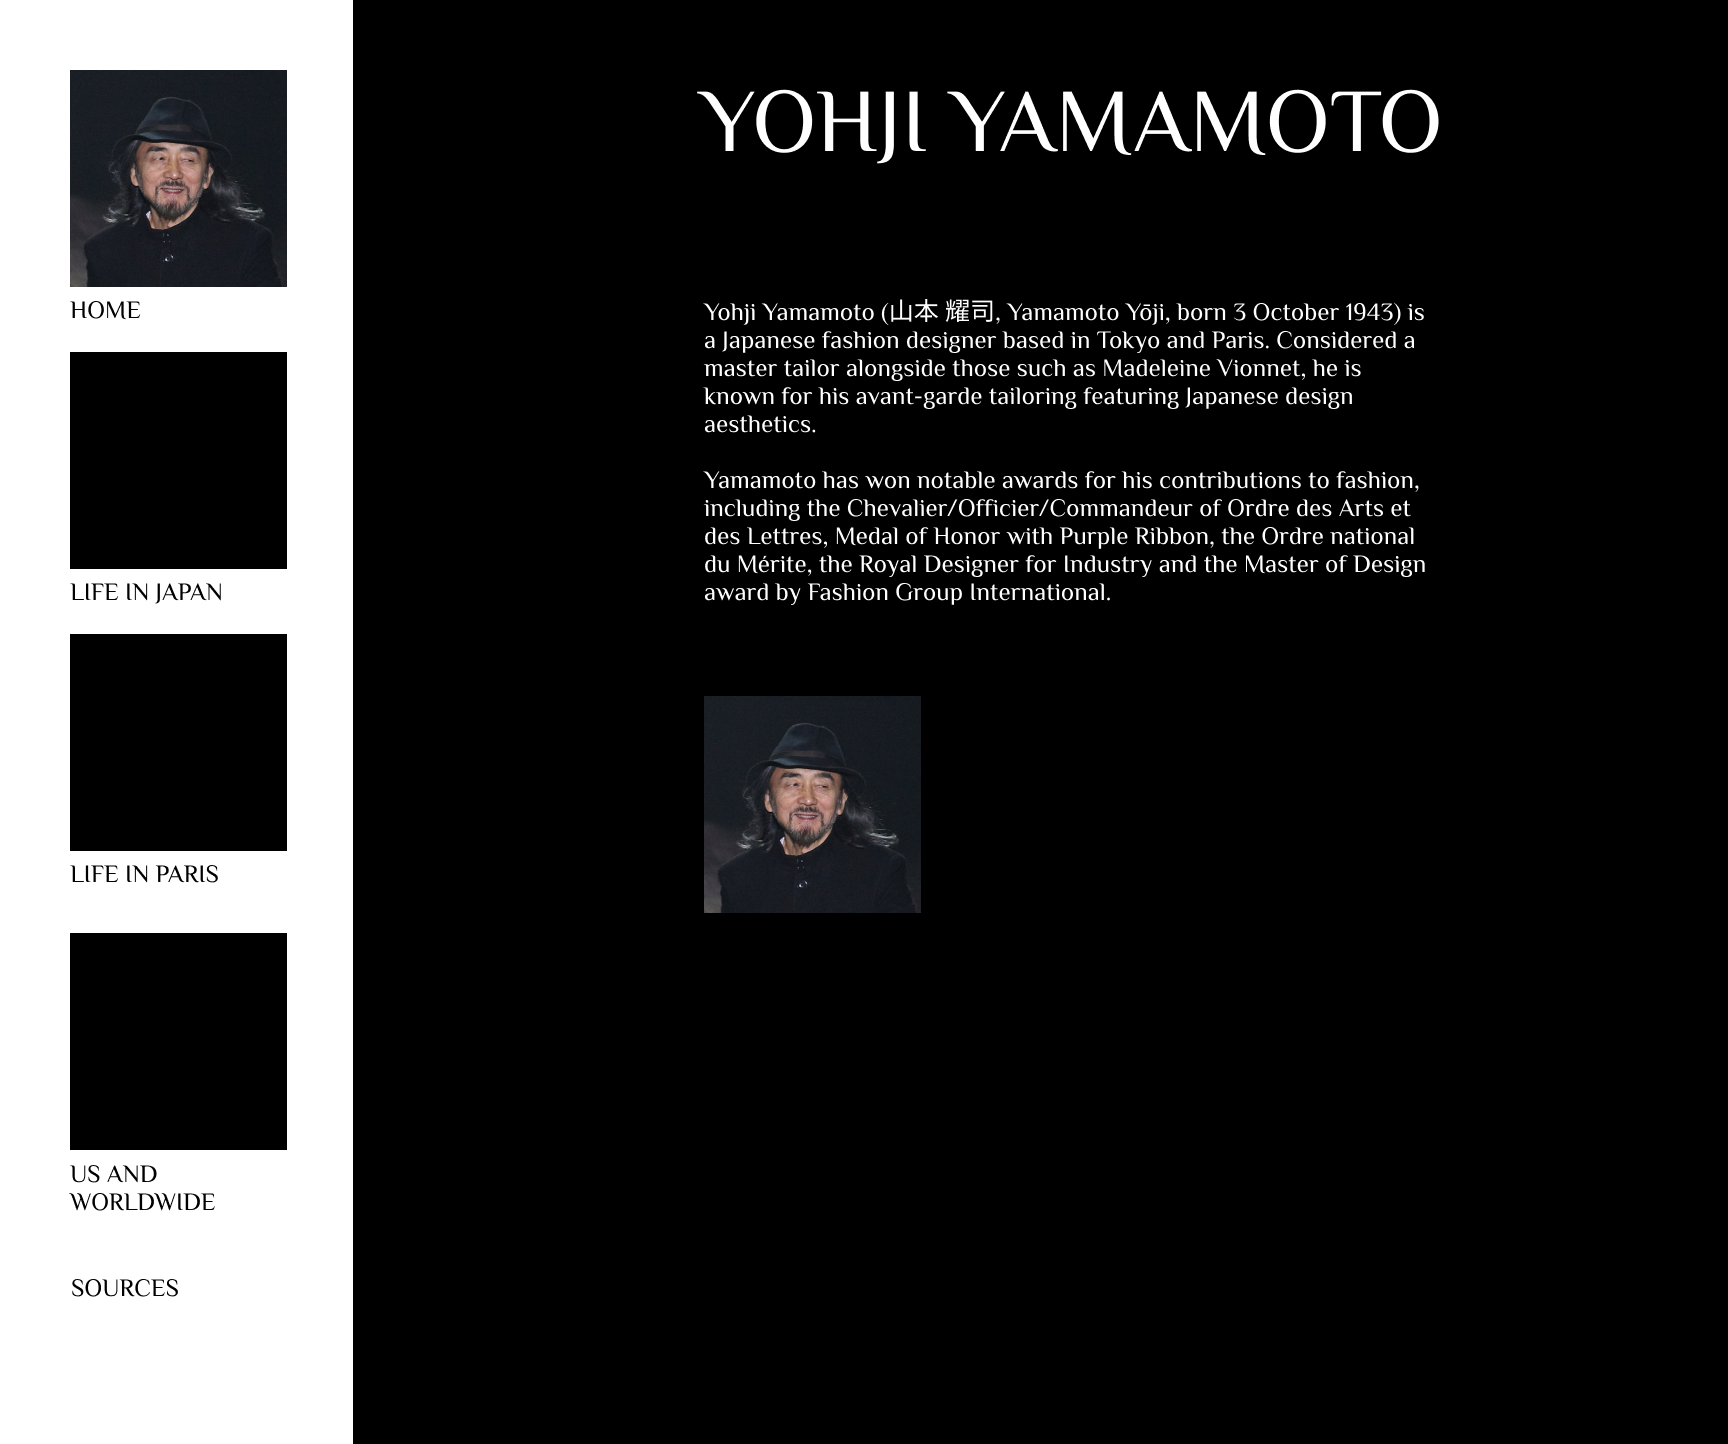 HOME
LIFE IN JAPAN
LIFE IN PARIS
US AND
WORLDWIDE
SOURCES
YOHJI YAMAMOTO
Yohji Yamamoto (山本 耀司, Yamamoto Yōji, born 3 October 1943) is
a Japanese fashion designer based in Tokyo and Paris. Considered a
master tailor alongside those such as Madeleine Vionnet, he is
known for his avant-garde tailoring featuring Japanese design
aesthetics.
Yamamoto has won notable awards for his contributions to fashion,
including the Chevalier/Officier/Commandeur of Ordre des Arts et
des Lettres, Medal of Honor with Purple Ribbon, the Ordre national
du Mérite, the Royal Designer for Industry and the Master of Design
award by Fashion Group International.